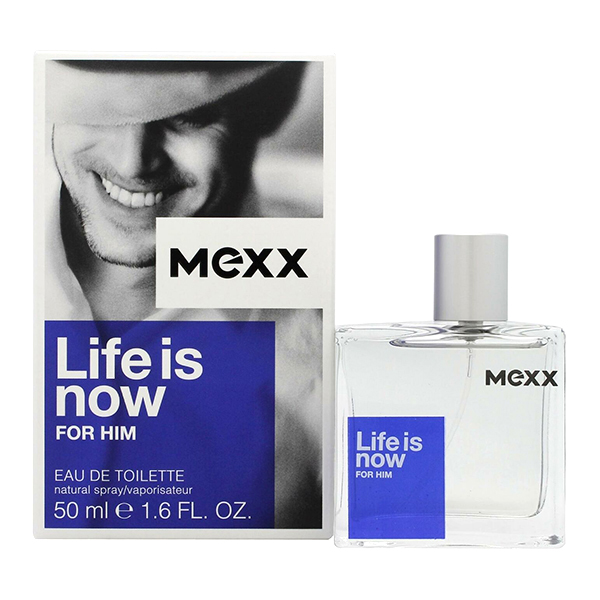 MEXX
Life is
now
FOR HIM
EAU DE TOILETTE
natural spray/vaporisateur
50 ml ℮ 1.6 FL. OZ.
MEXX
Life is
now
FOR HIM